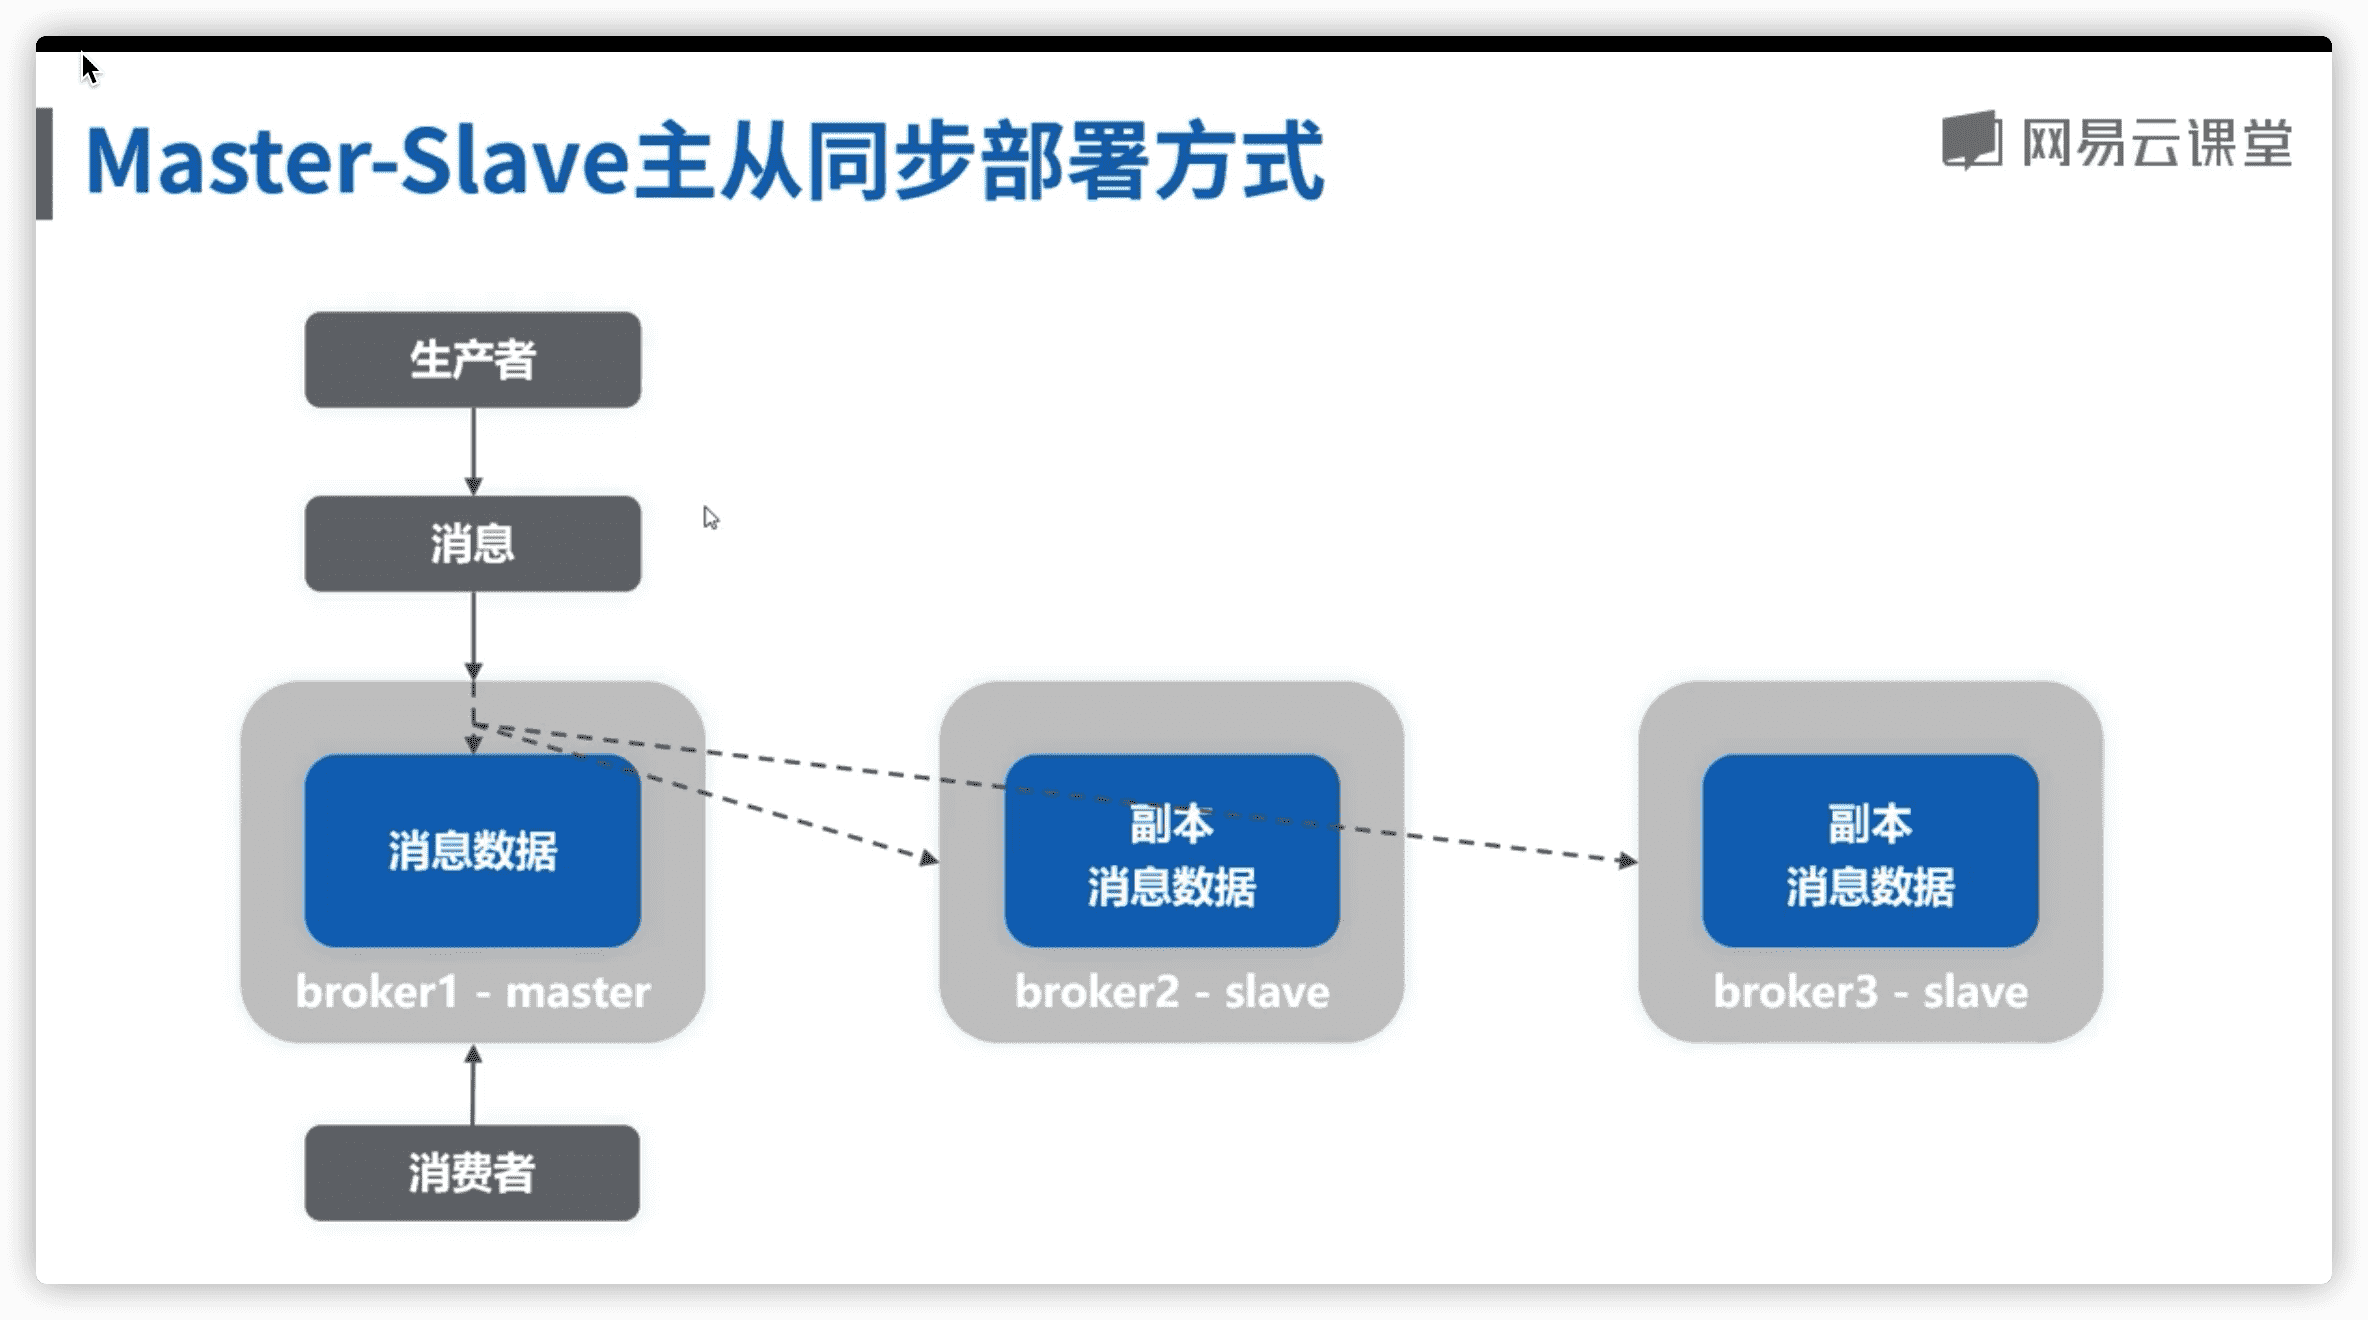 Master-Slave主从同步部署方式
网易云课堂
生产者
消息
消息数据
broker1 - master
副本
消息数据
broker2 - slave
副本
消息数据
broker3 - slave
消费者